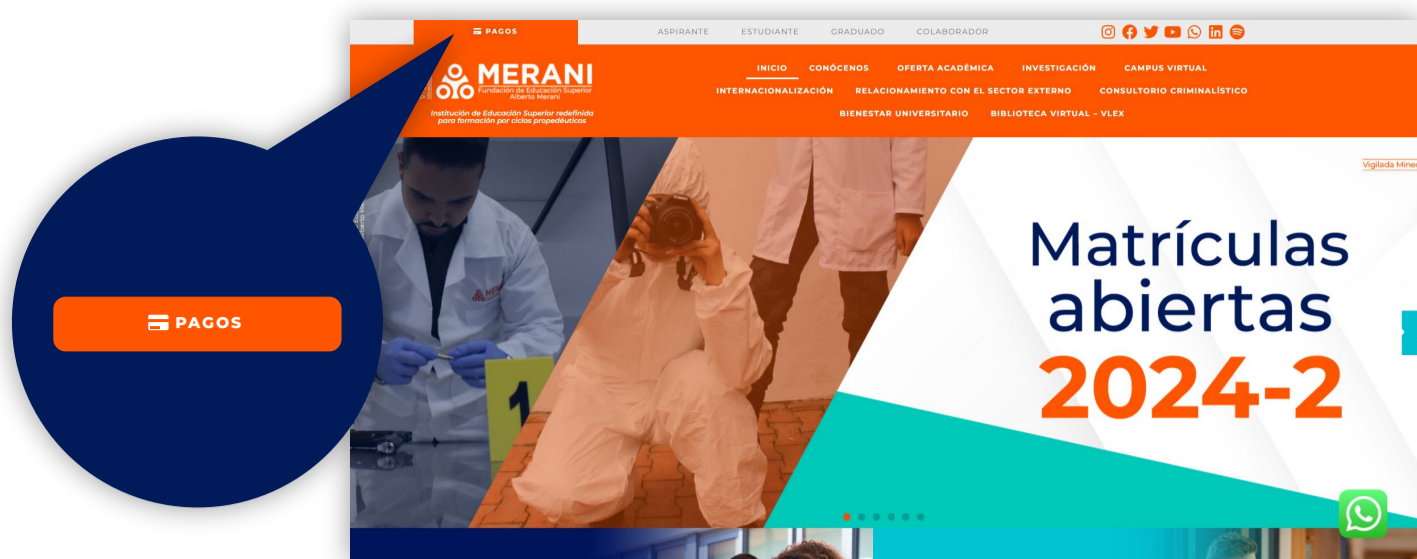 PAGOS
ASPIRANTE ESTUDIANTE GRADUADO COLABORADOR
MERANI
Fundación de Educación Superior
Alberto Merani
Institución de Educación Superior redefinida
para formación por ciclos propedéuticos
INICIO CONÓCENOS OFERTA ACADÉMICA INVESTIGACIÓN CAMPUS VIRTUAL
INTERNACIONALIZACIÓN RELACIONAMIENTO CON EL SECTOR EXTERNO CONSULTORIO CRIMINALÍSTICO
BIENESTAR UNIVERSITARIO BIBLIOTECA VIRTUAL – VLEX
Matrículas
abiertas
2024-2
1
PAGOS